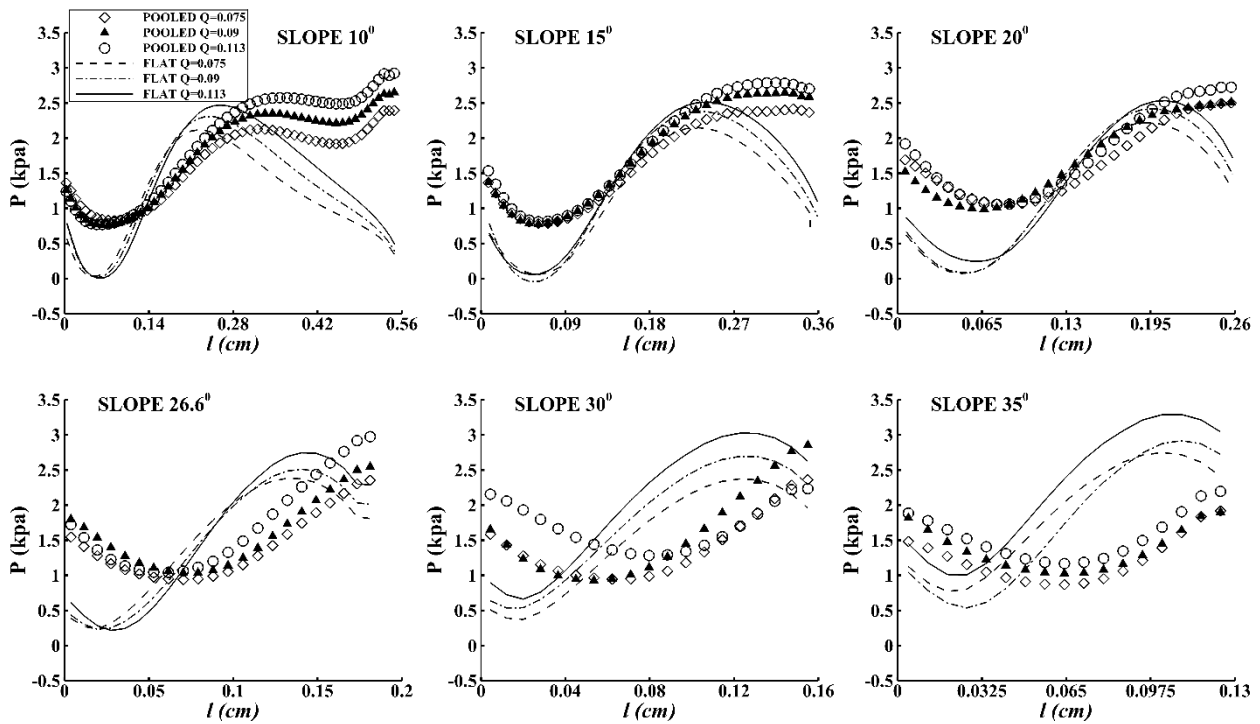 POOLED Q=0.075
POOLED Q=0.09
POOLED Q=0.113
FLAT Q=0.075
FLAT Q=0.09
FLAT Q=0.113
SLOPE 10⁰
P (kpa)
3.5
3
2.5
2
1.5
1
0.5
0
-0.5
0 0.14 0.28 0.42 0.56
l (cm)
SLOPE 15⁰
P (kpa)
3.5
3
2.5
2
1.5
1
0.5
0
-0.5
0 0.09 0.18 0.27 0.36
l (cm)
SLOPE 20⁰
P (kpa)
3.5
3
2.5
2
1.5
1
0.5
0
-0.5
0 0.065 0.13 0.195 0.26
l (cm)
SLOPE 26.6⁰
P (kpa)
3.5
3
2.5
2
1.5
1
0.5
0
-0.5
0 0.05 0.1 0.15 0.2
l (cm)
SLOPE 30⁰
P (kpa)
3.5
3
2.5
2
1.5
1
0.5
0
-0.5
0 0.04 0.08 0.12 0.16
l (cm)
SLOPE 35⁰
P (kpa)
3.5
3
2.5
2
1.5
1
0.5
0
-0.5
0 0.0325 0.065 0.0975 0.13
l (cm)